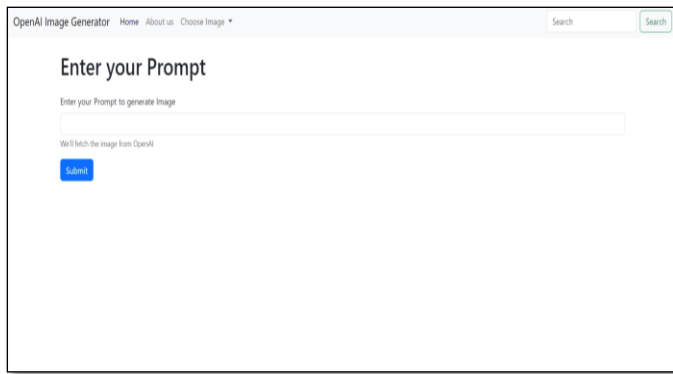 OpenAI Image Generator Home About us Choose Image Search Search
Enter your Prompt
Enter your Prompt to generate Image
We'll fetch the image from OpenAI
Submit